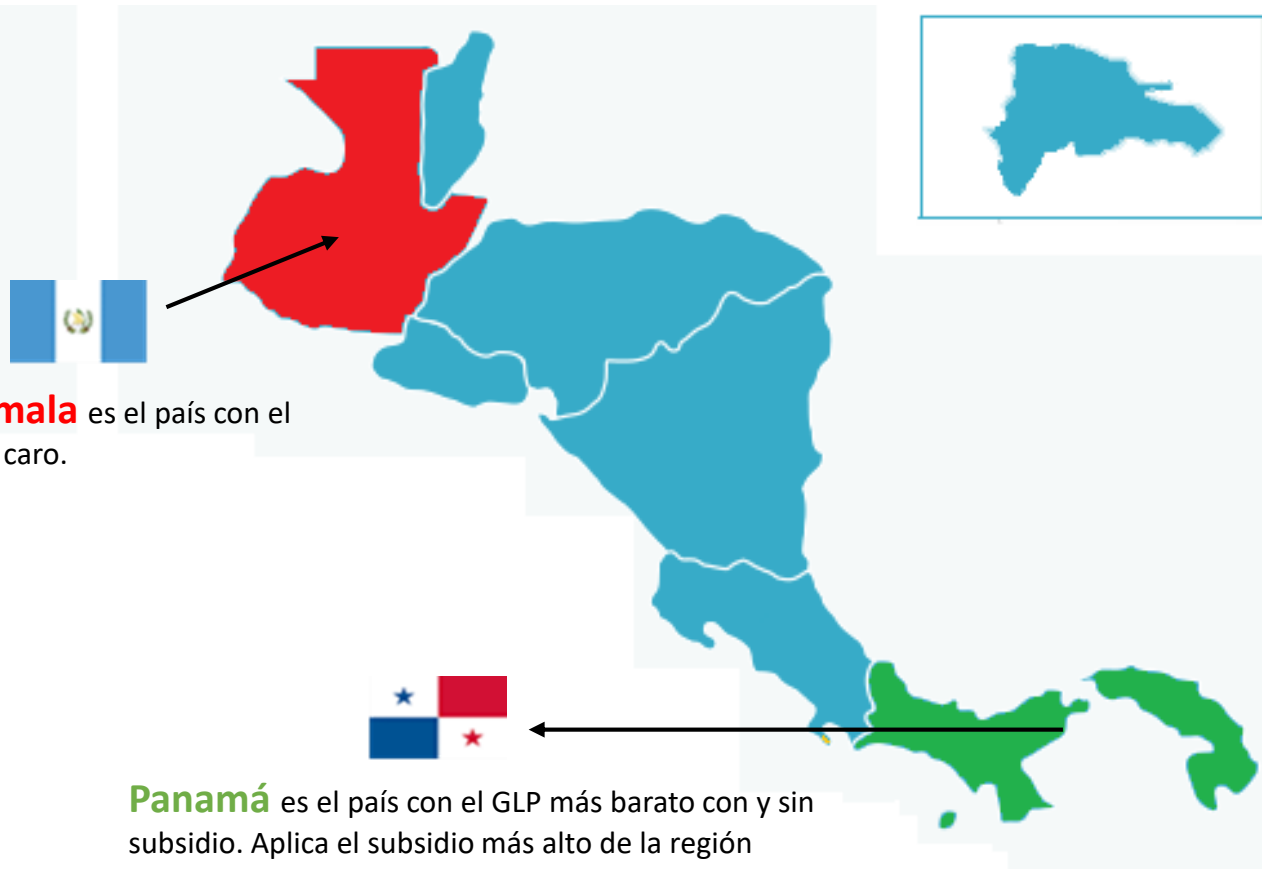 mala es el país con el
caro.
Panamá es el país con el GLP más barato con y sin
subsidio. Aplica el subsidio más alto de la región